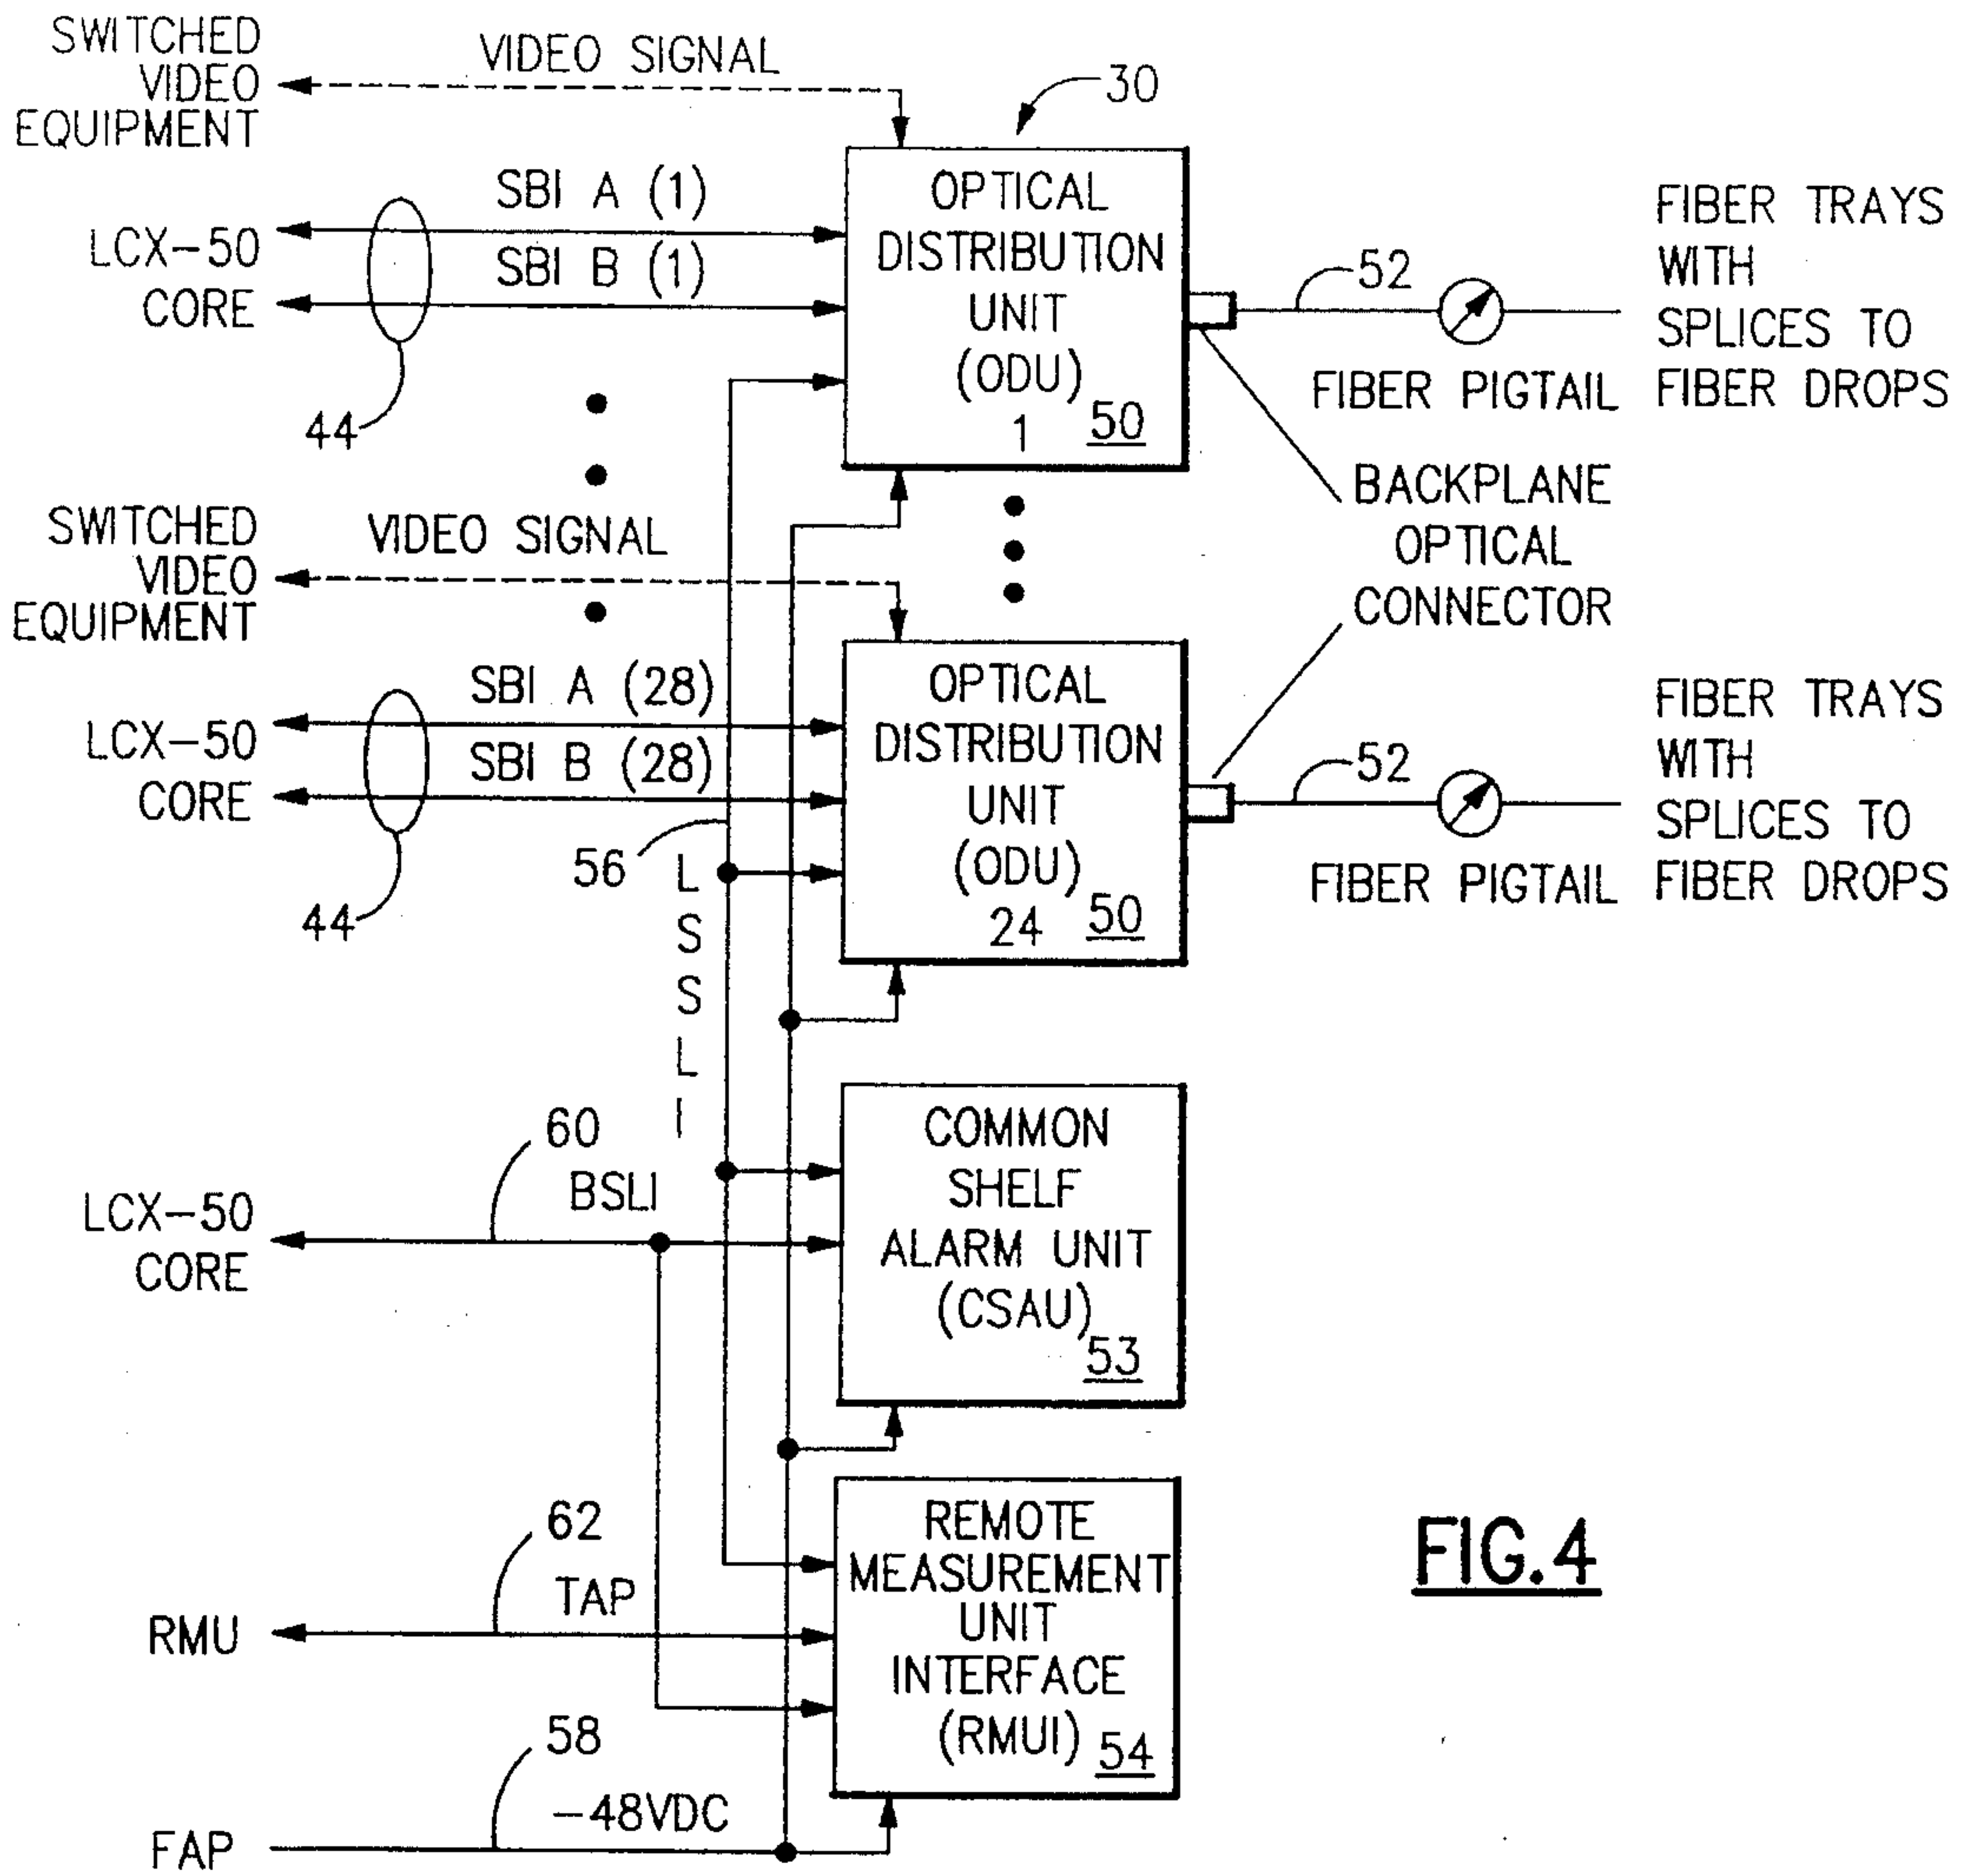 SWITCHED
VIDEO
EQUIPMENT
VIDEO SIGNAL
30
SBI A (1)
SBI B (1)
LCX-50
CORE
44
OPTICAL
DISTRIBUTION
UNIT
(ODU)
1 50
52
FIBER PIGTAIL
FIBER TRAYS
WITH
SPLICES TO
FIBER DROPS
BACKPLANE
OPTICAL
CONNECTOR
SWITCHED
VIDEO
EQUIPMENT
VIDEO SIGNAL
SBI A (28)
SBI B (28)
LCX-50
CORE
44
56
LSSLI
OPTICAL
DISTRIBUTION
UNIT
(ODU)
24 50
52
FIBER PIGTAIL
FIBER TRAYS
WITH
SPLICES TO
FIBER DROPS
60
BSLI
LCX-50
CORE
COMMON
SHELF
ALARM UNIT
(CSAU)
53
62
TAP
RMU
REMOTE
MEASUREMENT
UNIT
INTERFACE
(RMUI) 54
58
-48VDC
FAP
FIG.4